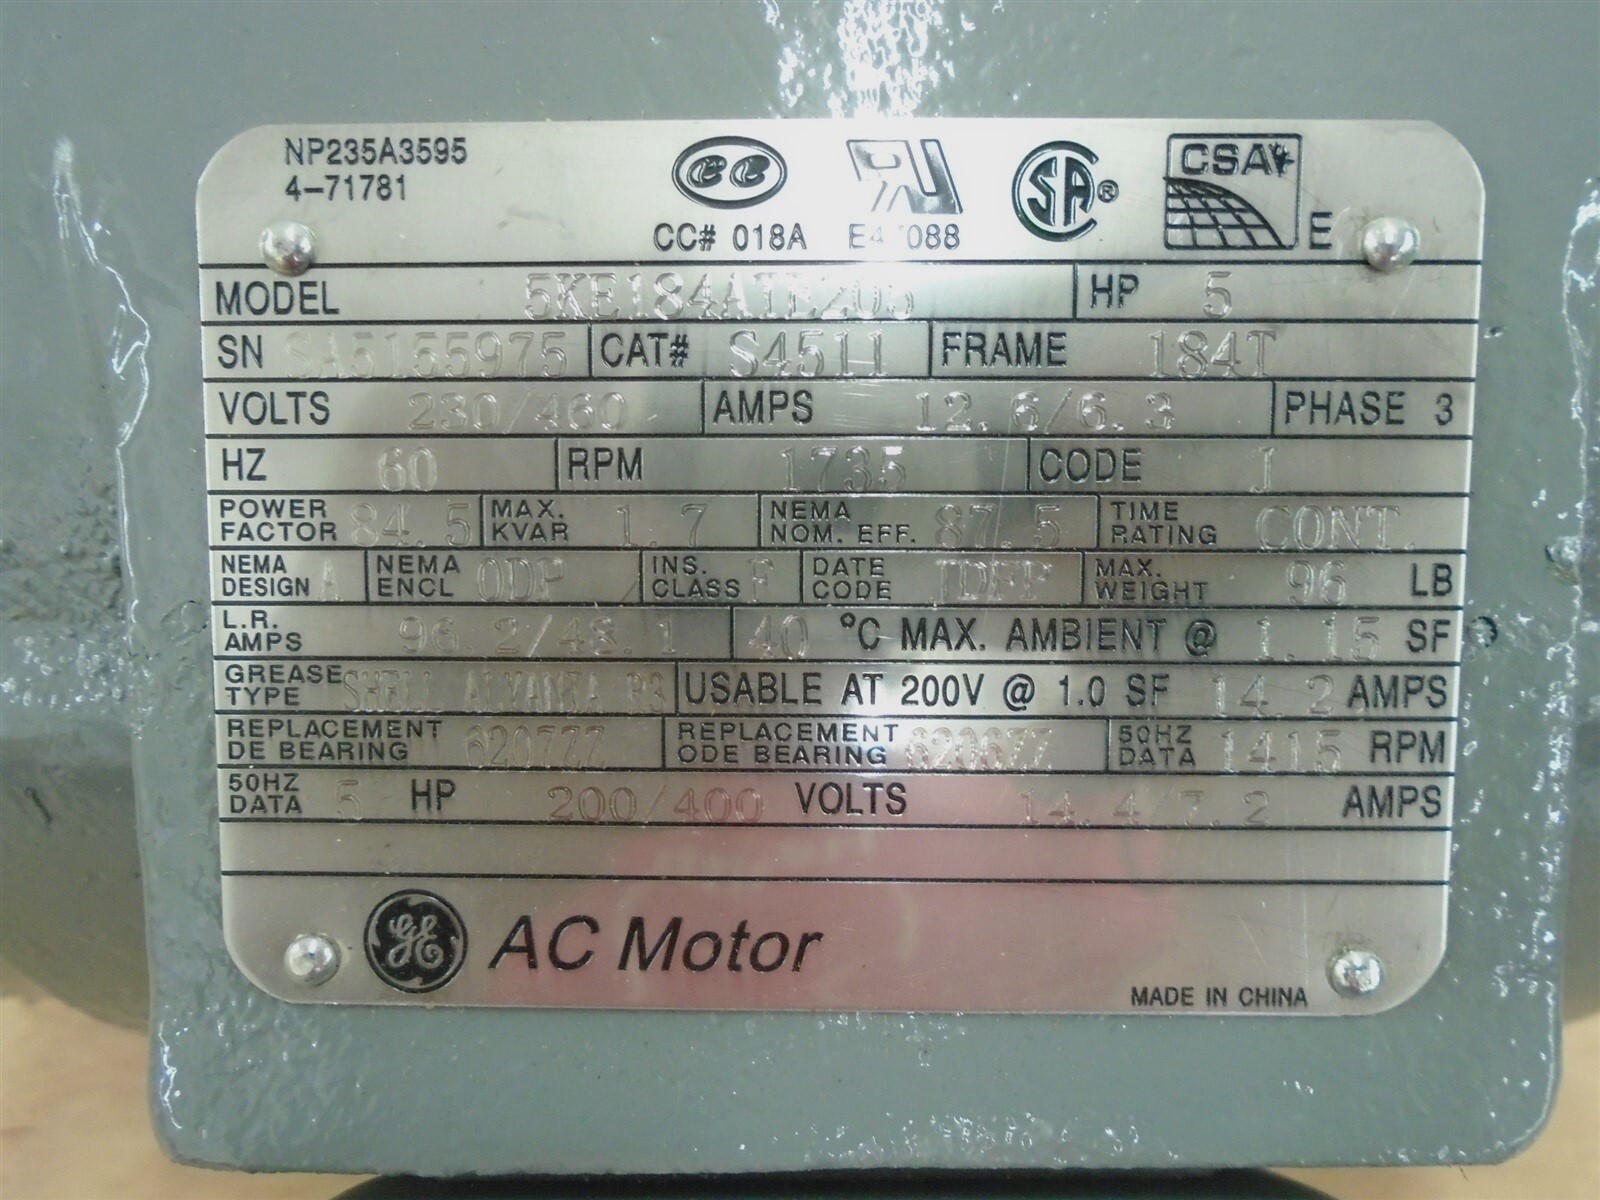 NP235A3595
4-71781
CC# 018A
CSA® CSA E
MODEL HP 5
SN SA5155975 CAT# S4511 FRAME 184T
VOLTS 230/460 AMPS 12.6/6.3 PHASE 3
HZ 60 RPM 1735 CODE J
POWER FACTOR 84.5 MAX. KVAR 1.7 NEMA NOM. EFF. 87.5 TIME RATING CONT.
NEMA DESIGN A NEMA ENCL ODP INS. CLASS F DATE CODE MAX. WEIGHT 96 LB
L.R. AMPS 96.2/48.1 40 °C MAX. AMBIENT @ 1.15 SF
GREASE TYPE SHELL ALVANIA R3 USABLE AT 200V @ 1.0 SF 14.2 AMPS
REPLACEMENT DE BEARING 6207ZZ REPLACEMENT ODE BEARING 6206ZZ 50HZ DATA 1415 RPM
50HZ DATA 5 HP 200/400 VOLTS 14.4/7.2 AMPS
GE AC Motor
MADE IN CHINA